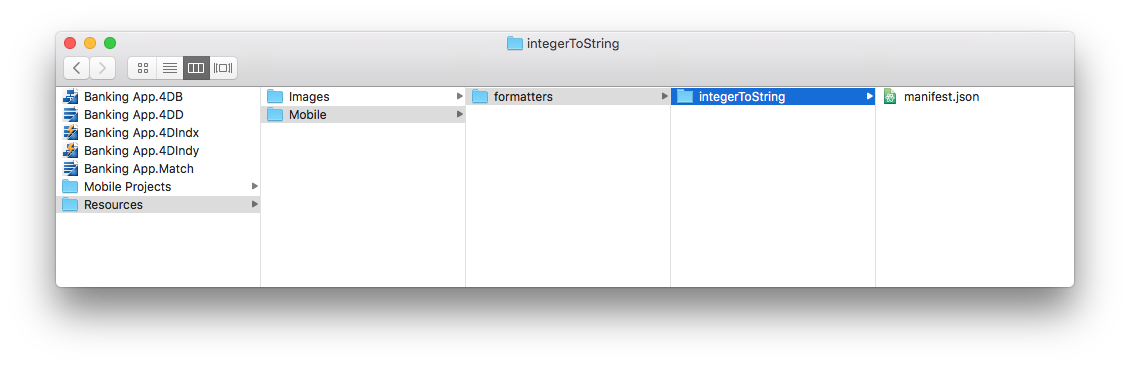 integerToString
Banking App.4DB
Banking App.4DD
Banking App.4DIndx
Banking App.4DIndy
Banking App.Match
Mobile Projects
Resources
Images
Mobile
formatters
integerToString
manifest.json